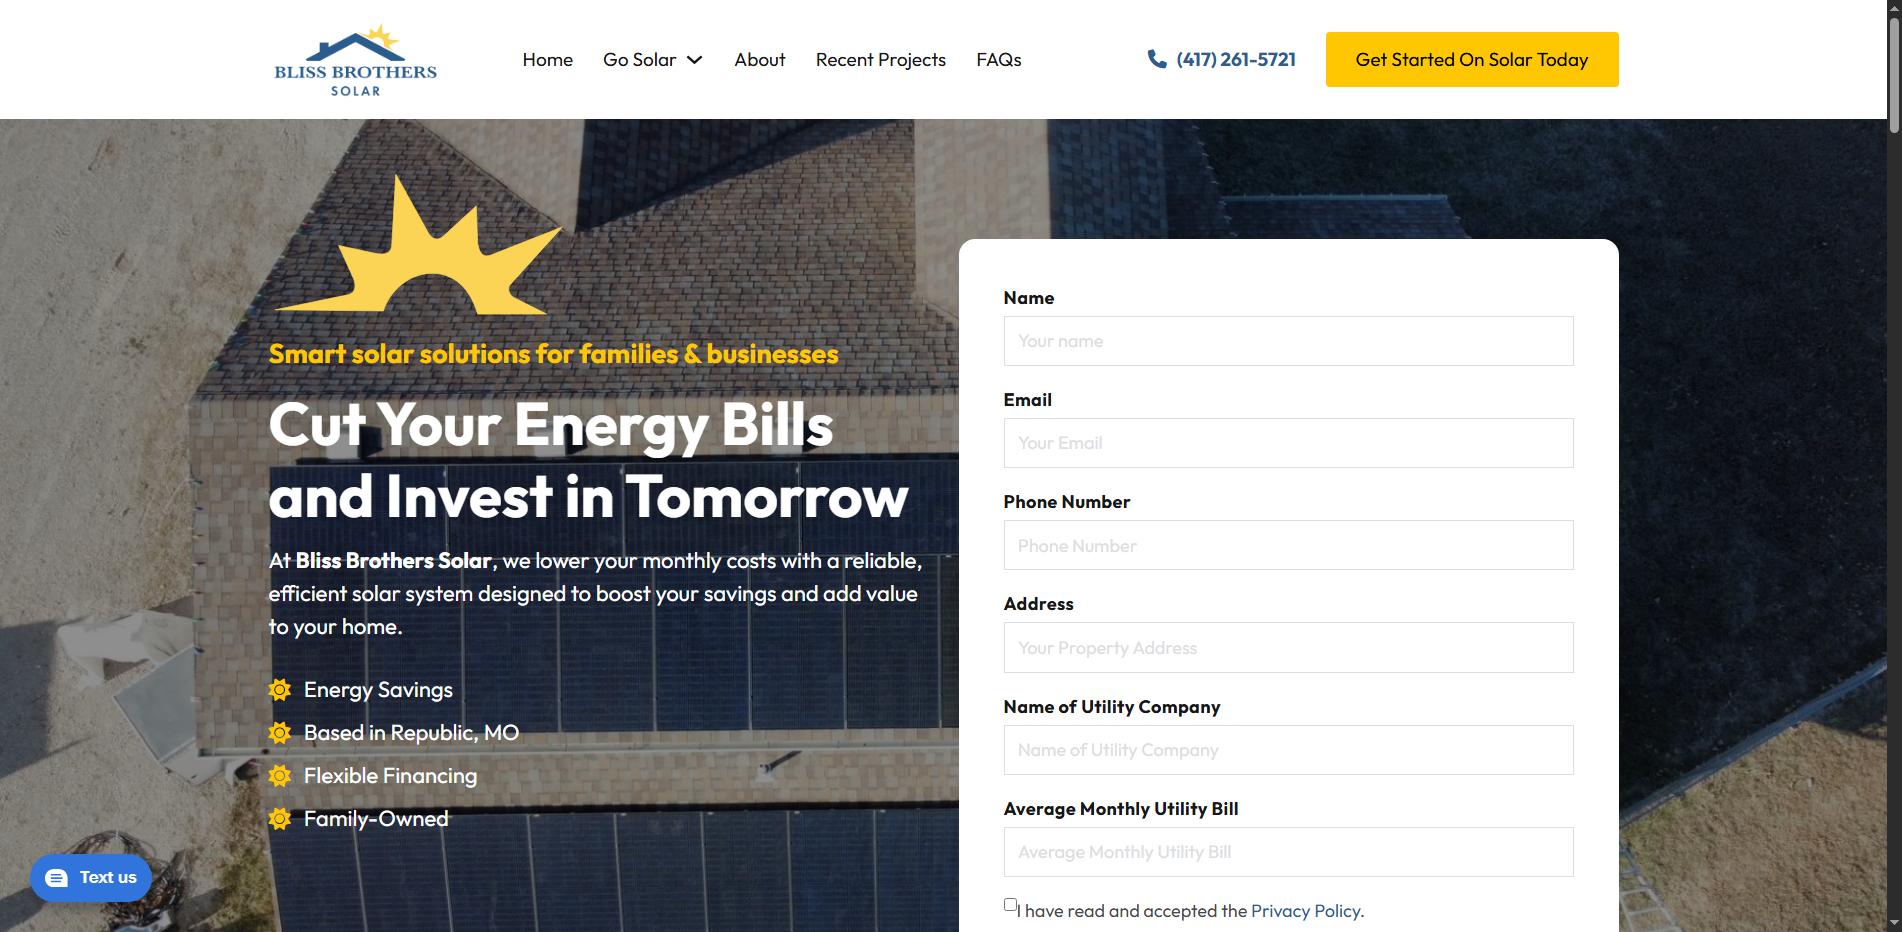 BLISS BROTHERS
SOLAR
Home
Go Solar
About
Recent Projects
FAQs
(417) 261-5721
Get Started On Solar Today
Smart solar solutions for families & businesses
Cut Your Energy Bills
and Invest in Tomorrow
At Bliss Brothers Solar, we lower your monthly costs with a reliable,
efficient solar system designed to boost your savings and add value
to your home.
Energy Savings
Based in Republic, MO
Flexible Financing
Family-Owned
Text us
Name
Your name
Email
Your Email
Phone Number
Phone Number
Address
Your Property Address
Name of Utility Company
Name of Utility Company
Average Monthly Utility Bill
Average Monthly Utility Bill
I have read and accepted the Privacy Policy.